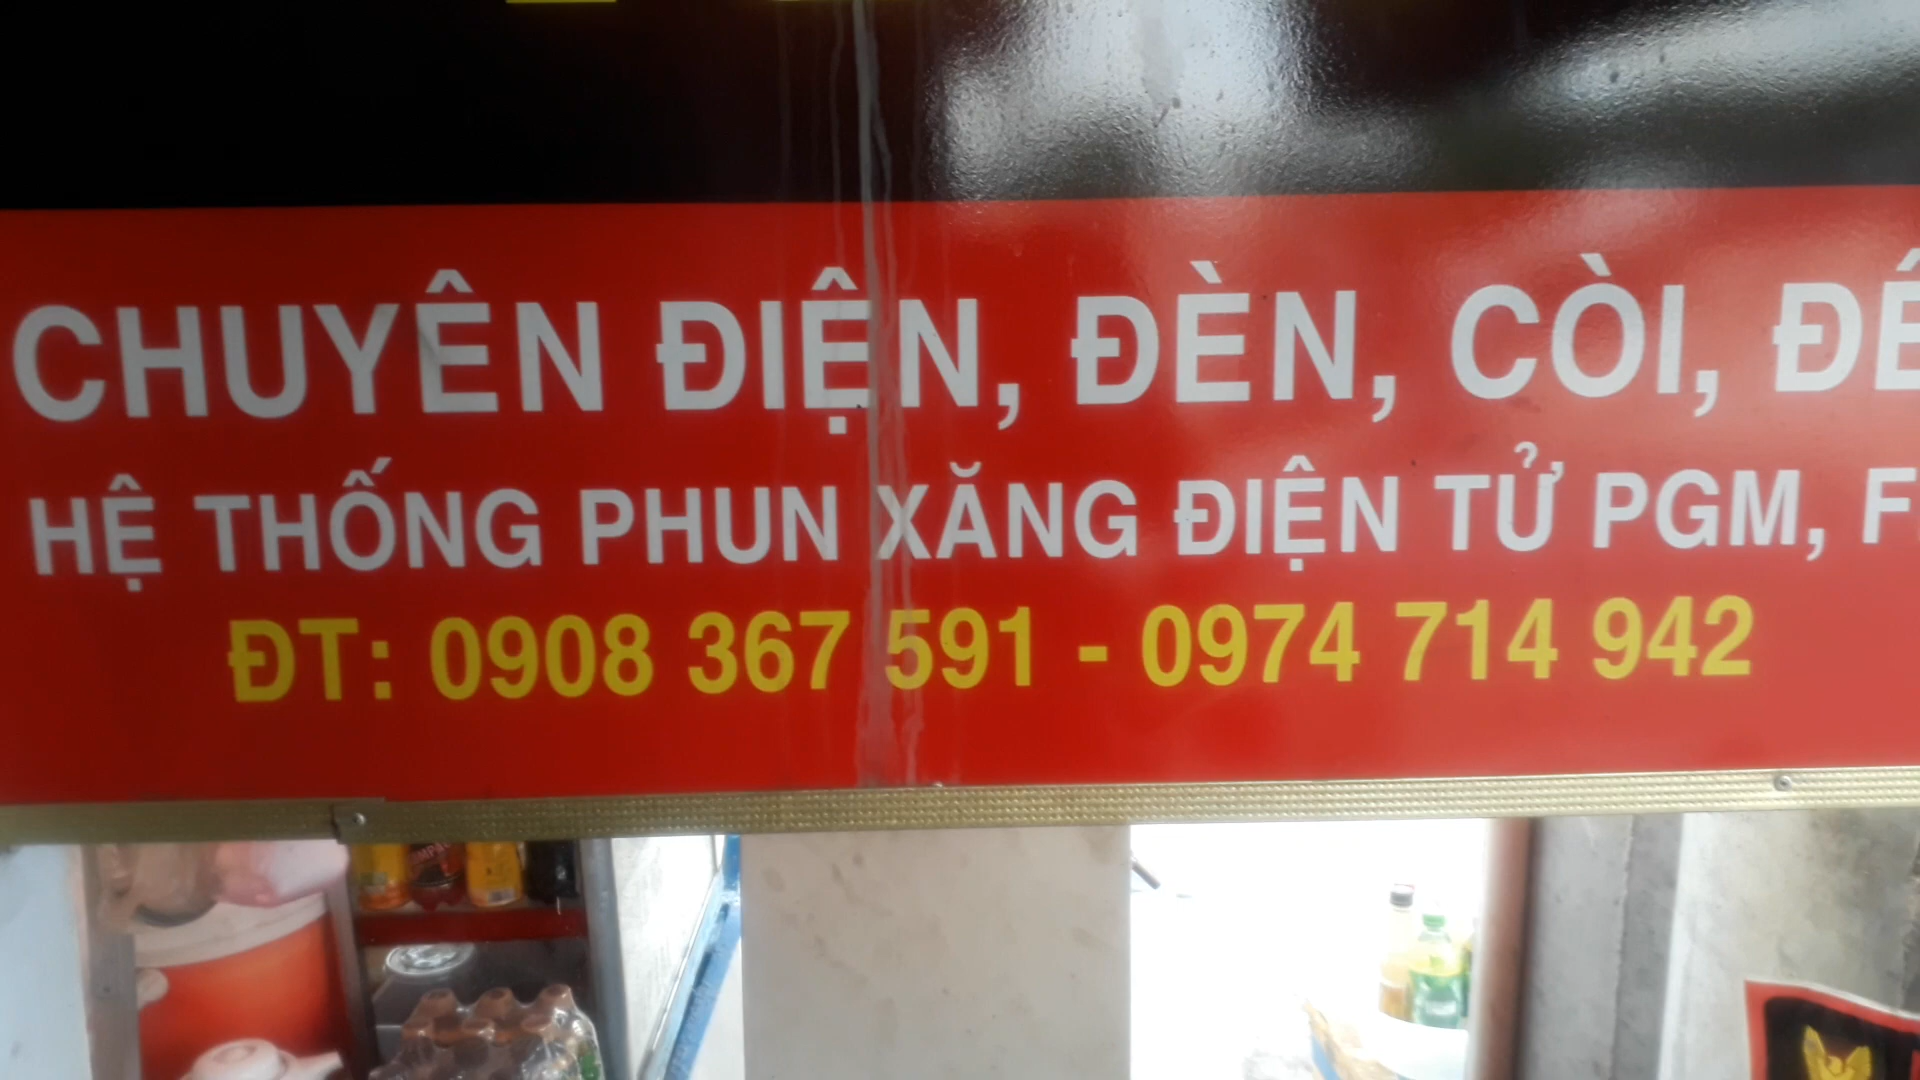 CHUYÊN ĐIỆN, ĐÈN, CÒI,
HỆ THỐNG PHUN XĂNG ĐIỆN TỬ PGM,
ĐT: 0908 367 591 - 0974 714 942